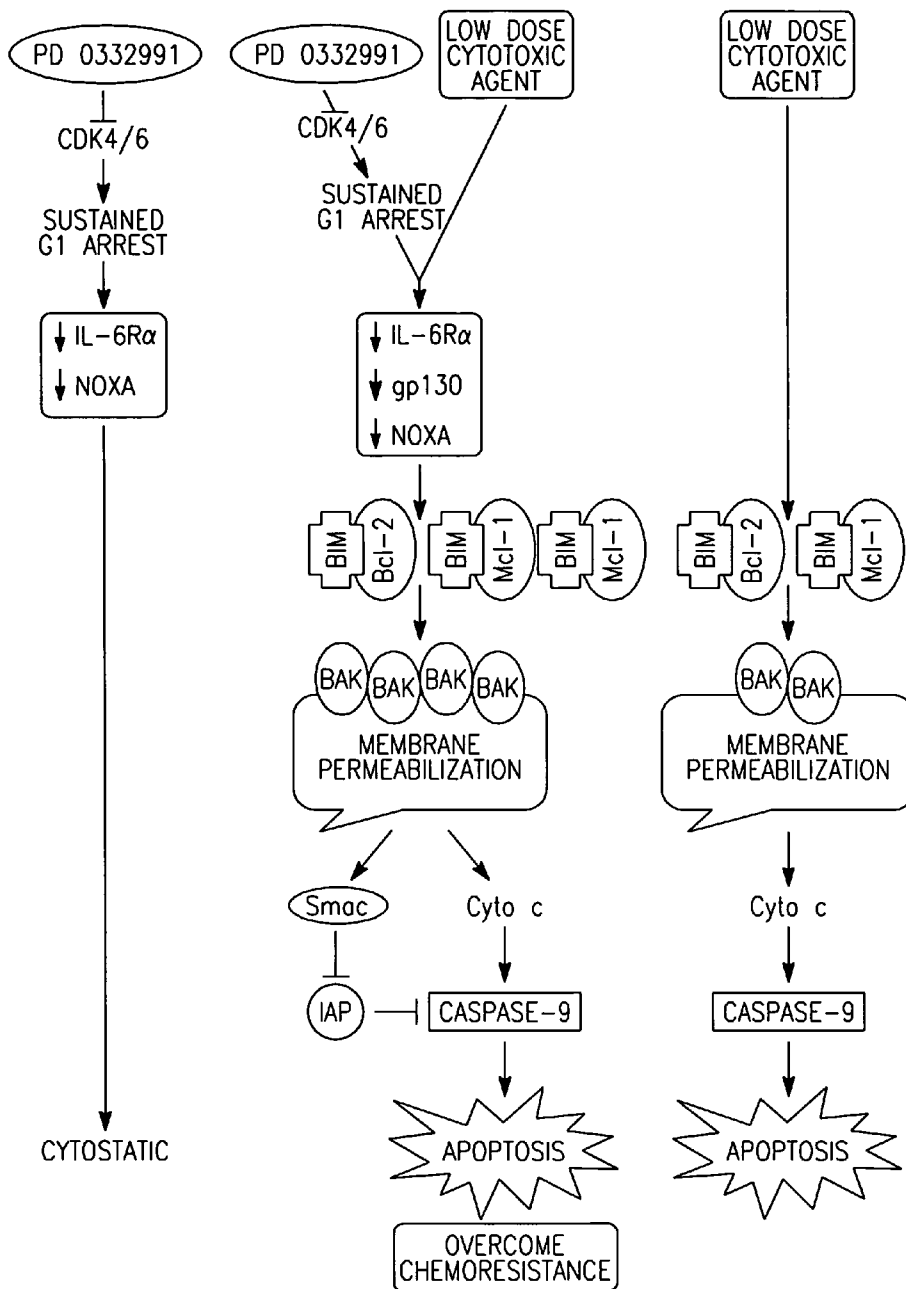 PD 0332991
CDK4/6
SUSTAINED
G1 ARREST
↓ IL-6Rα
↓ NOXA
CYTOSTATIC
PD 0332991
LOW DOSE
CYTOTOXIC
AGENT
CDK4/6
SUSTAINED
G1 ARREST
↓ IL-6Rα
↓ gp130
↓ NOXA
BIM
Bcl-2
BIM
Mcl-1
BIM
Mcl-1
BAK
BAK
BAK
BAK
MEMBRANE
PERMEABILIZATION
Smac
Cyto c
IAP
CASPASE-9
APOPTOSIS
OVERCOME
CHEMORESISTANCE
LOW DOSE
CYTOTOXIC
AGENT
BIM
Bcl-2
BIM
Mcl-1
BAK
BAK
MEMBRANE
PERMEABILIZATION
Cyto c
CASPASE-9
APOPTOSIS